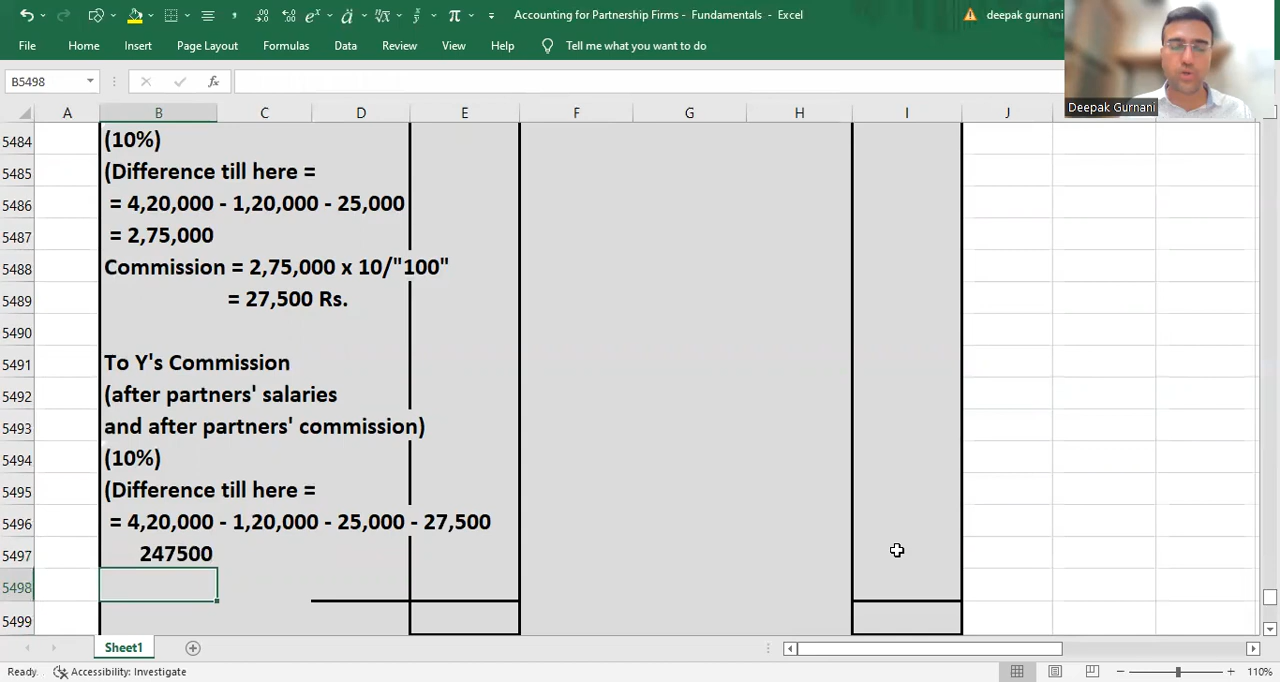 Accounting for Partnership Firms - Fundamentals - Excel
deepak gurnani
File Home Insert Page Layout Formulas Data Review View Help Tell me what you want to do
B5498
fx
Deepak Gurnani
A B C D E F G H I J
5484 (10%)
5485 (Difference till here =
5486 = 4,20,000 - 1,20,000 - 25,000
5487 = 2,75,000
5488 Commission = 2,75,000 x 10/"100"
5489 = 27,500 Rs.
5490
5491 To Y's Commission
5492 (after partners' salaries
5493 and after partners' commission)
5494 (10%)
5495 (Difference till here =
5496 = 4,20,000 - 1,20,000 - 25,000 - 27,500
5497 247500
5498
5499
Sheet1
Ready Accessibility: Investigate 110%